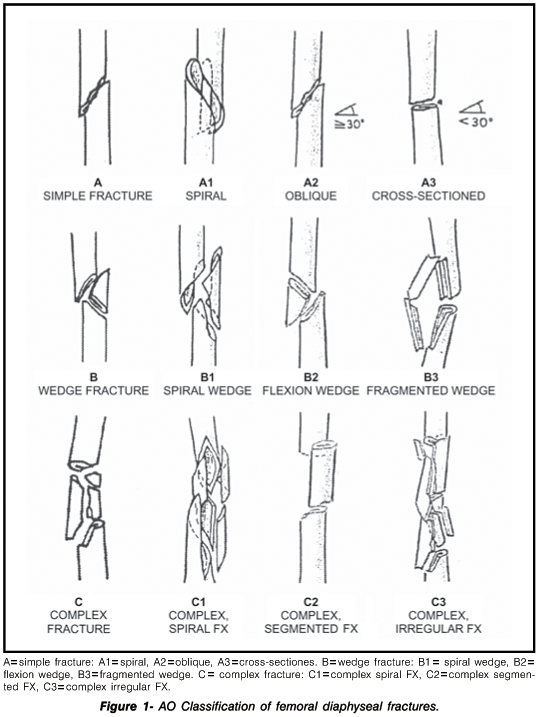 ≧30°
<30°
A A1 A2 A3
SIMPLE FRACTURE SPIRAL OBLIQUE CROSS-SECTIONED
B B1 B2 B3
WEDGE FRACTURE SPIRAL WEDGE FLEXION WEDGE FRAGMENTED WEDGE
C C1 C2 C3
COMPLEX COMPLEX, COMPLEX, COMPLEX,
FRACTURE SPIRAL FX SEGMENTED FX IRREGULAR FX
A=simple fracture: A1=spiral, A2=oblique, A3=cross-sectiones. B=wedge fracture: B1= spiral wedge, B2=
flexion wedge, B3=fragmented wedge. C= complex fracture: C1=complex spiral FX, C2=complex segmen-
ted FX, C3=complex irregular FX.
Figure 1- AO Classification of femoral diaphyseal fractures.